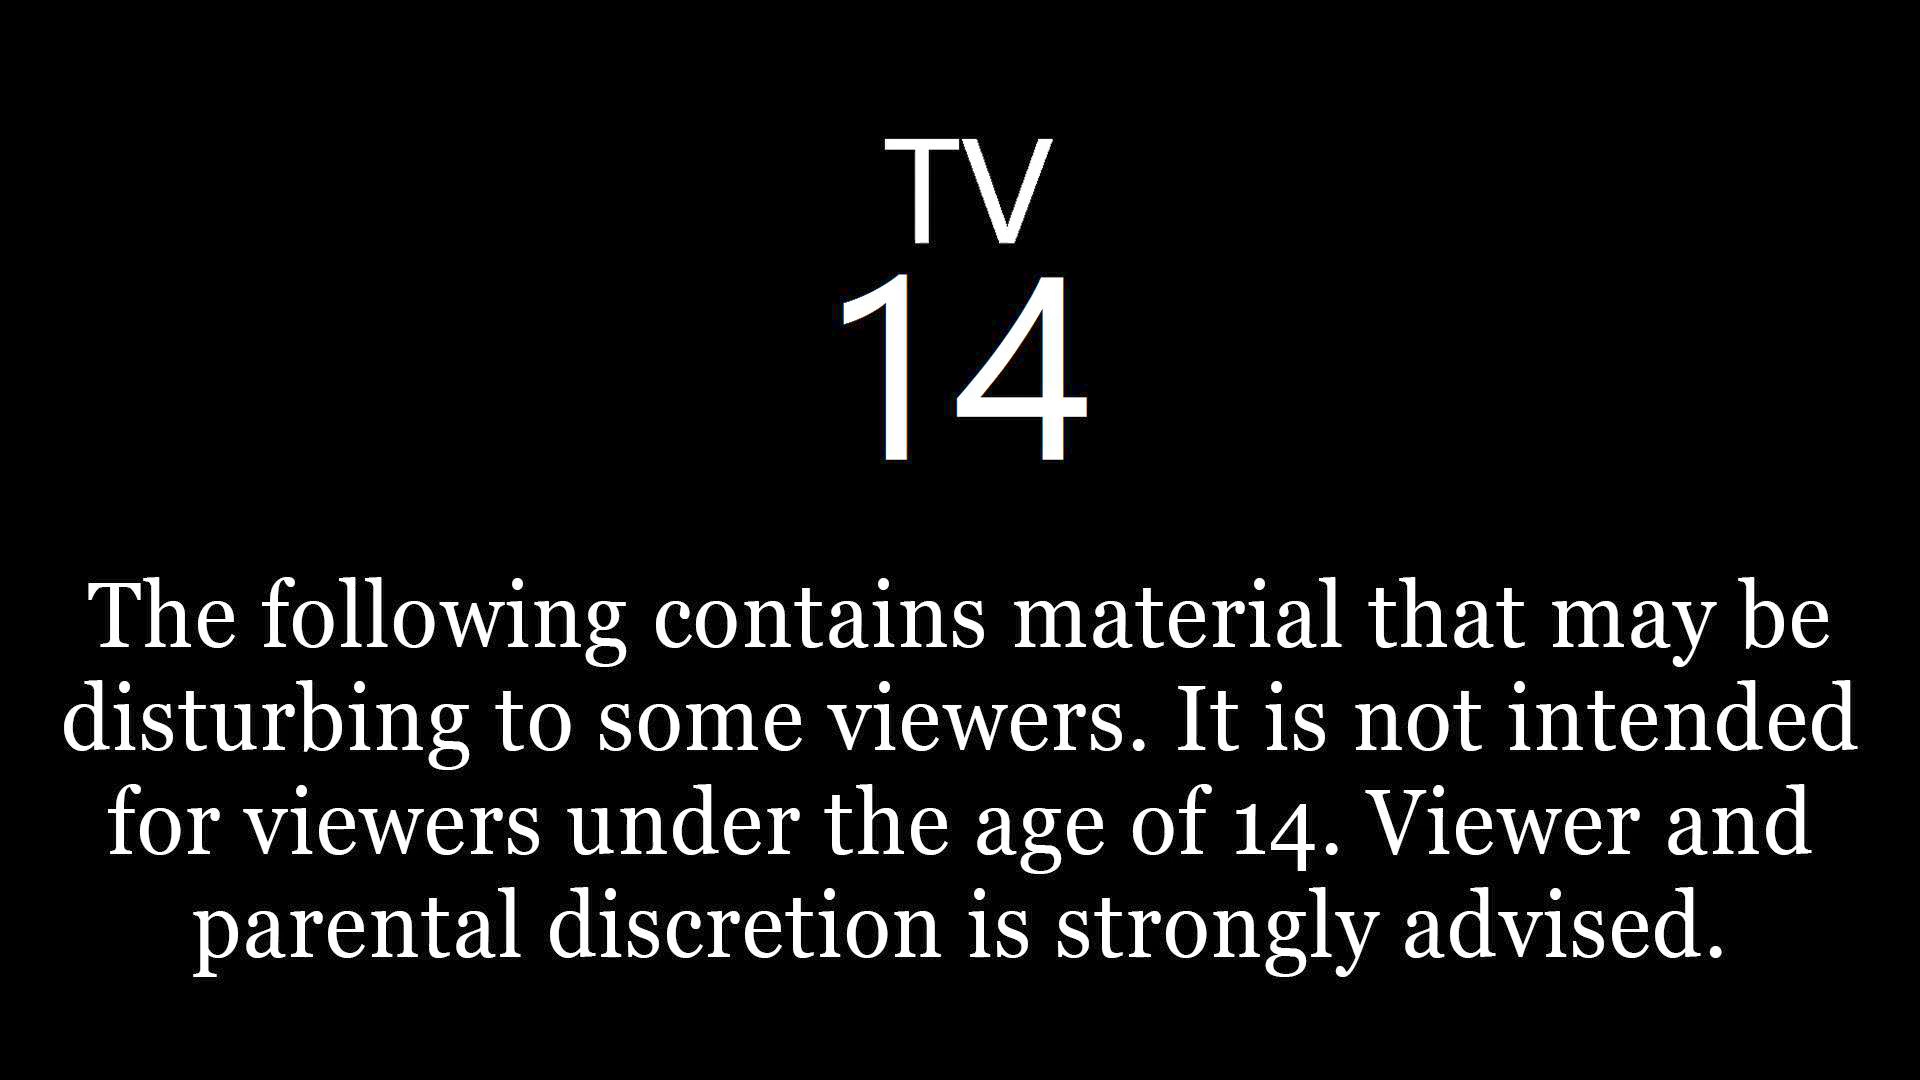 TV
14
The following contains material that may be
disturbing to some viewers. It is not intended
for viewers under the age of 14. Viewer and
parental discretion is strongly advised.